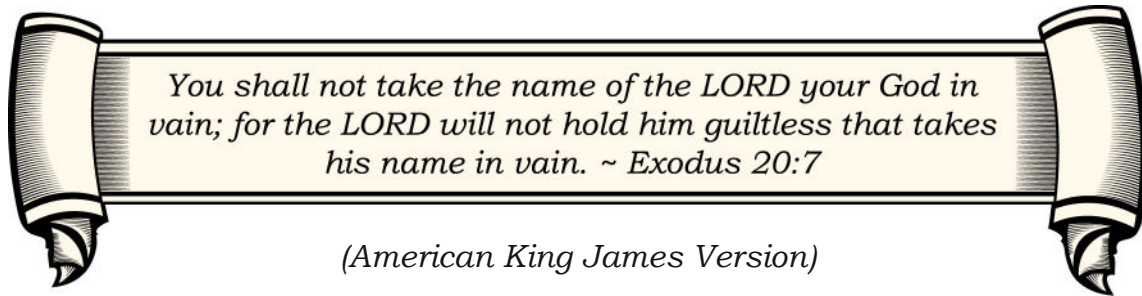 You shall not take the name of the LORD your God in
vain; for the LORD will not hold him guiltless that takes
his name in vain. ~ Exodus 20:7
(American King James Version)